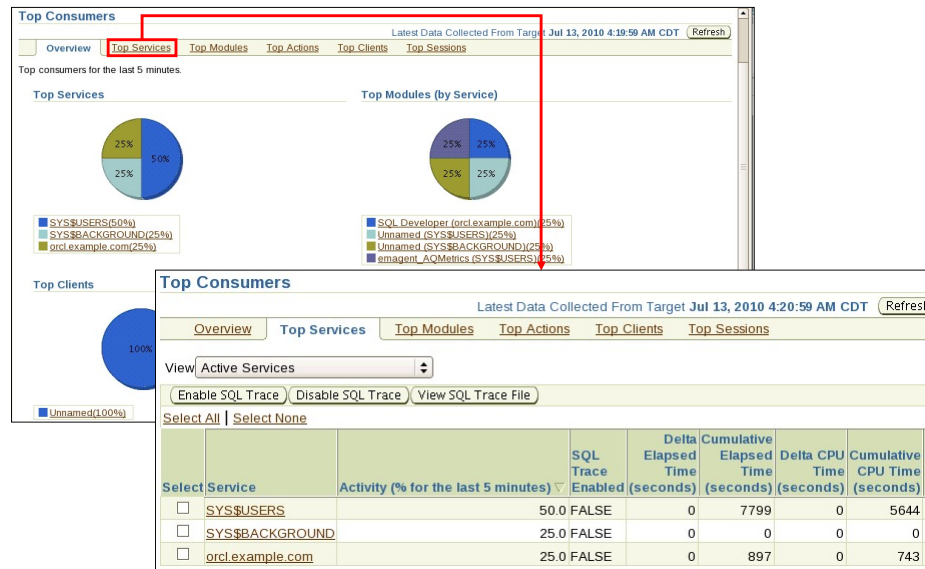 Top Consumers
Latest Data Collected From Target Jul 13, 2010 4:19:59 AM CDT Refresh
Overview Top Services Top Modules Top Actions Top Clients Top Sessions
Top consumers for the last 5 minutes.
Top Services
25%
50%
25%
SYS$USERS(50%)
SYS$BACKGROUND(25%)
orcl.example.com(25%)
Top Modules (by Service)
25% 25%
25% 25%
SQL Developer (orcl.example.com)(25%)
Unnamed (SYS$USERS)(25%)
Unnamed (SYS$BACKGROUND)(25%)
emagent_AQMetrics (SYS$USERS)(25%)
Top Clients
100%
Unnamed(100%)
Top Consumers
Latest Data Collected From Target Jul 13, 2010 4:20:59 AM CDT Refresh
Overview Top Services Top Modules Top Actions Top Clients Top Sessions
View Active Services
Enable SQL Trace Disable SQL Trace View SQL Trace File
Select All | Select None
Select Service Activity (% for the last 5 minutes) SQL Trace Enabled Delta Elapsed Time (seconds) Cumulative Elapsed Time (seconds) Delta CPU Time (seconds) Cumulative CPU Time (seconds)
SYS$USERS 50.0 FALSE 0 7799 0 5644
SYS$BACKGROUND 25.0 FALSE 0 0 0 0
orcl.example.com 25.0 FALSE 0 897 0 743